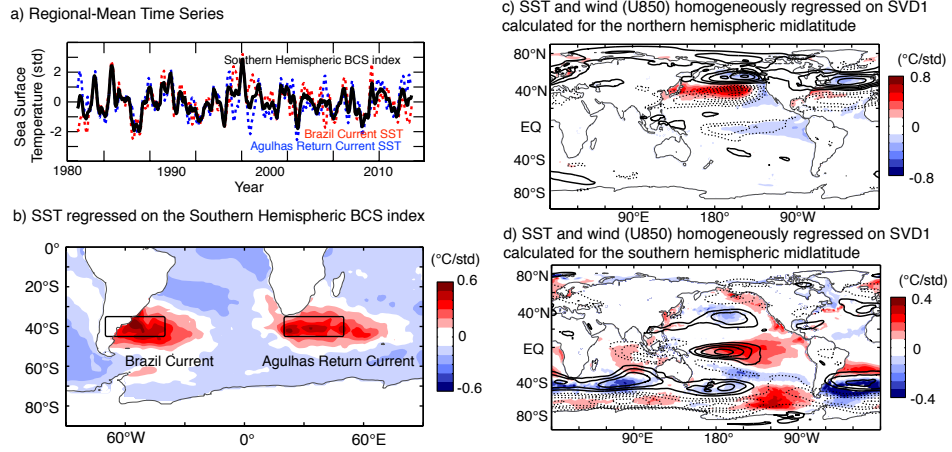 a) Regional-Mean Time Series
Sea Surface
Temperature (std)
2
0
-2
Southern Hemispheric BCS index
Brazil Current SST
Agulhas Return Current SST
1980
1990
2000
2010
Year
b) SST regressed on the Southern Hemispheric BCS index
(°C/std)
0°
20°S
40°S
60°S
80°S
Brazil Current
Agulhas Return Current
60°W
0°
60°E
0.6
0
-0.6
c) SST and wind (U850) homogeneously regressed on SVD1
calculated for the northern hemispheric midlatitude
(°C/std)
80°N
40°N
EQ
40°S
80°S
90°E
180°
90°W
0.8
0
-0.8
d) SST and wind (U850) homogeneously regressed on SVD1
calculated for the southern hemispheric midlatitude
(°C/std)
80°N
40°N
EQ
40°S
80°S
90°E
180°
90°W
0.4
0
-0.4